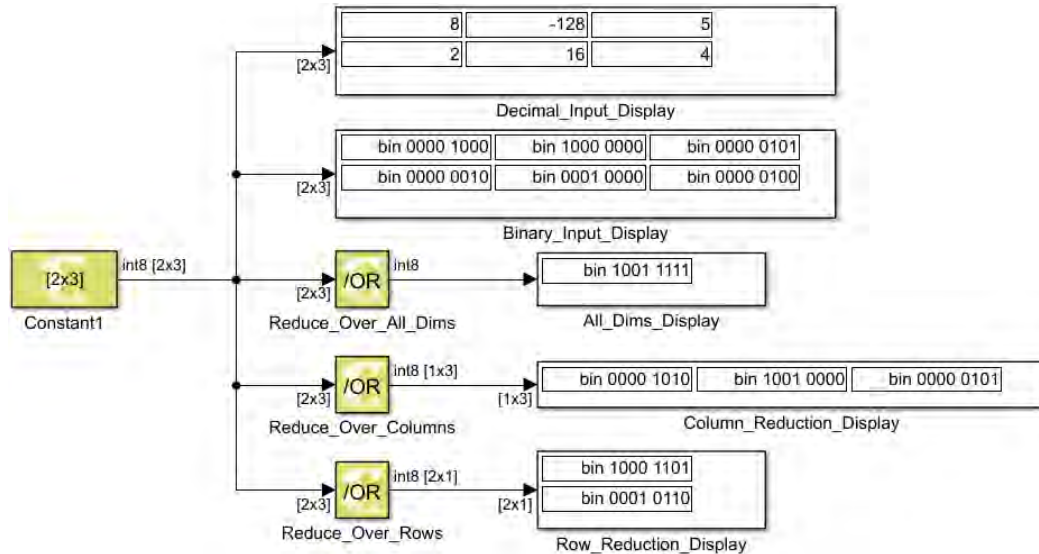 8 -128 5
2 16 4
[2x3]
Decimal_Input_Display
bin 0000 1000 bin 1000 0000 bin 0000 0101
bin 0000 0010 bin 0001 0000 bin 0000 0100
[2x3]
Binary_Input_Display
[2x3]
int8 [2x3]
Constant1
/OR
int8
[2x3]
Reduce_Over_All_Dims
bin 1001 1111
All_Dims_Display
/OR
int8 [1x3]
[2x3]
Reduce_Over_Columns
bin 0000 1010 bin 1001 0000 bin 0000 0101
[1x3]
Column_Reduction_Display
/OR
int8 [2x1]
[2x3]
Reduce_Over_Rows
bin 1000 1101
bin 0001 0110
[2x1]
Row_Reduction_Display